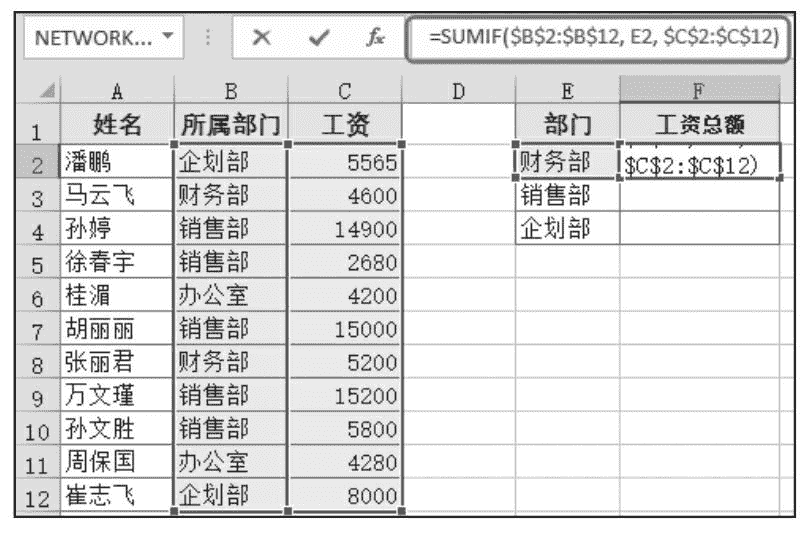 NETWORK... =SUMIF($B$2:$B$12, E2, $C$2:$C$12)
A B C D E F
1 姓名 所属部门 工资 部门 工资总额
2 潘鹏 企划部 5565 财务部 $C$2:$C$12)
3 马云飞 财务部 4600 销售部
4 孙婷 销售部 14900 企划部
5 徐春宇 销售部 2680
6 桂湄 办公室 4200
7 胡丽丽 销售部 15000
8 张丽君 财务部 5200
9 万文瑾 销售部 15200
10 孙文胜 销售部 5800
11 周保国 办公室 4280
12 崔志飞 企划部 8000